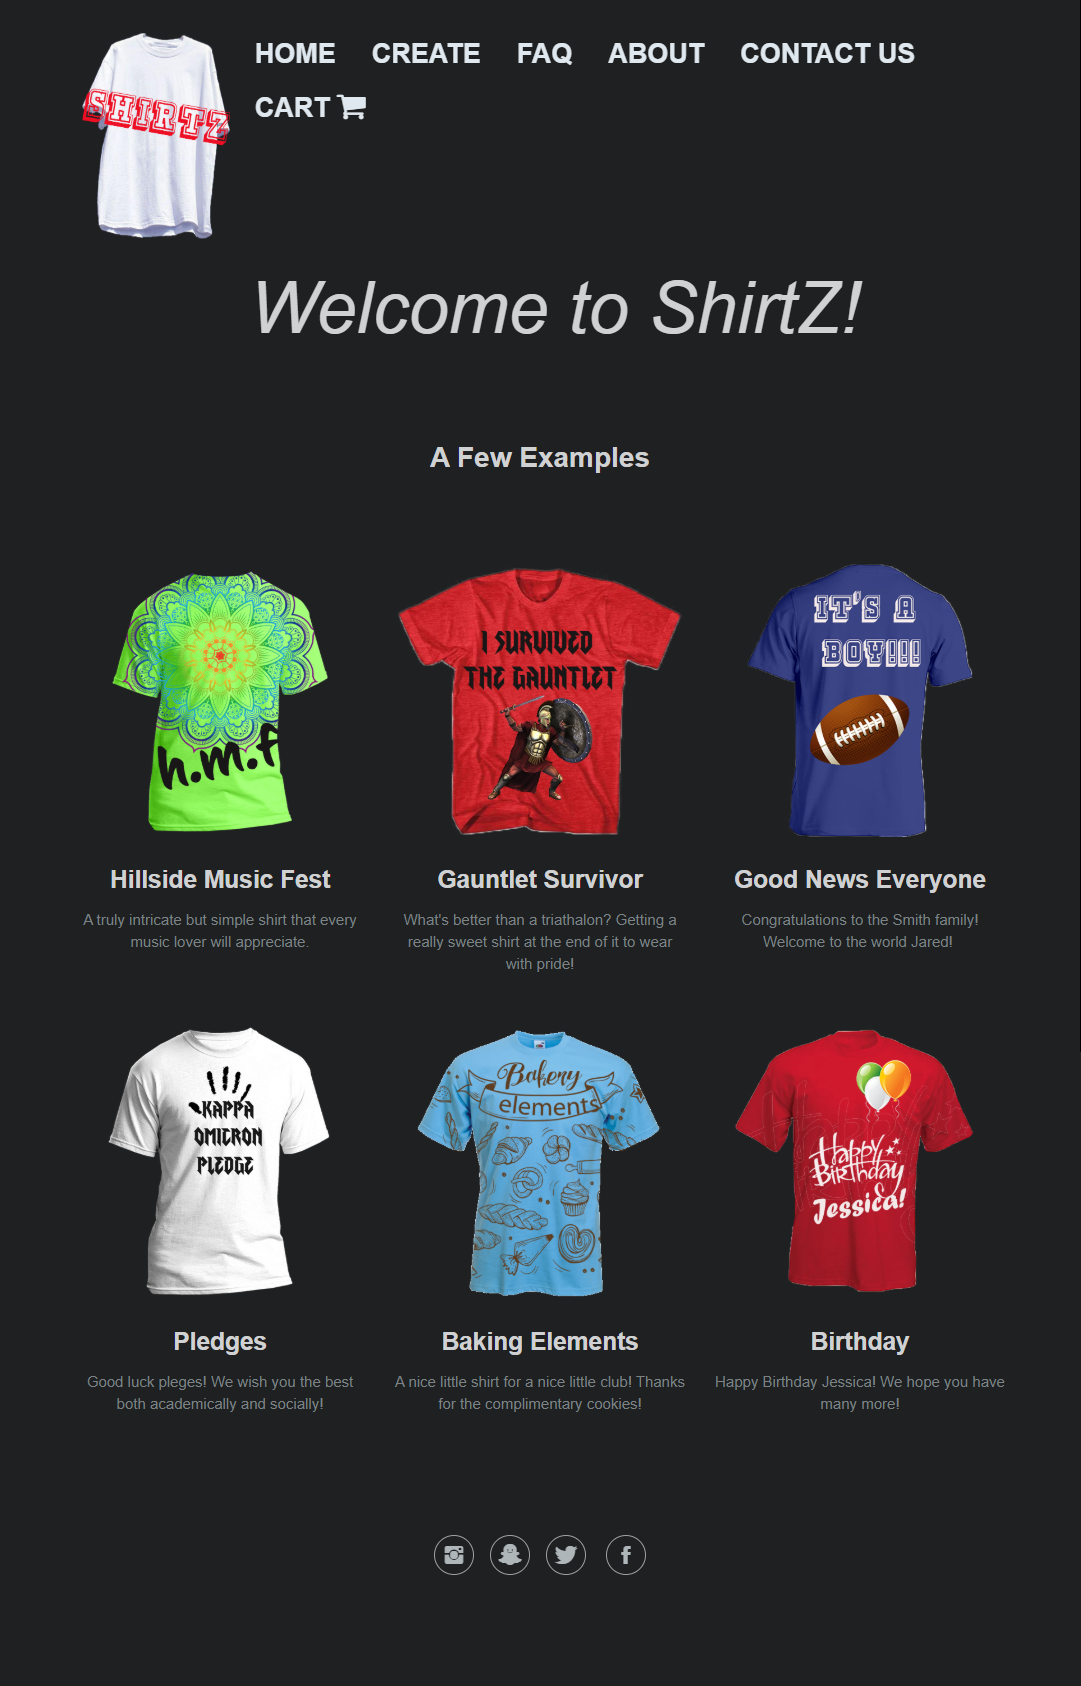 SHIRTZ
HOME CREATE FAQ ABOUT CONTACT US
CART
Welcome to ShirtZ!
A Few Examples
h.m.f
I SURVIVED
THE GAUNTLET
IT'S A
BOY!!!
Hillside Music Fest
Gauntlet Survivor
Good News Everyone
A truly intricate but simple shirt that every
music lover will appreciate.
What's better than a triathalon? Getting a
really sweet shirt at the end of it to wear
with pride!
Congratulations to the Smith family!
Welcome to the world Jared!
KAPPA
OMICRON
PLEDGE
Bakery
elements
Happy
Birthday
Jessica!
Pledges
Baking Elements
Birthday
Good luck pleges! We wish you the best
both academically and socially!
A nice little shirt for a nice little club! Thanks
for the complimentary cookies!
Happy Birthday Jessica! We hope you have
many more!